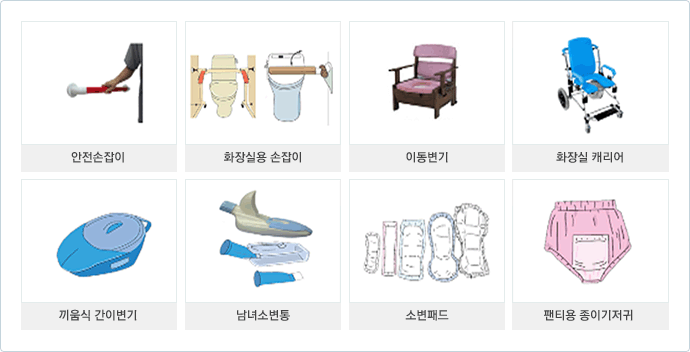 안전손잡이
화장실용 손잡이
이동변기
화장실 캐리어
끼움식 간이변기
남녀소변통
소변패드
팬티용 종이기저귀